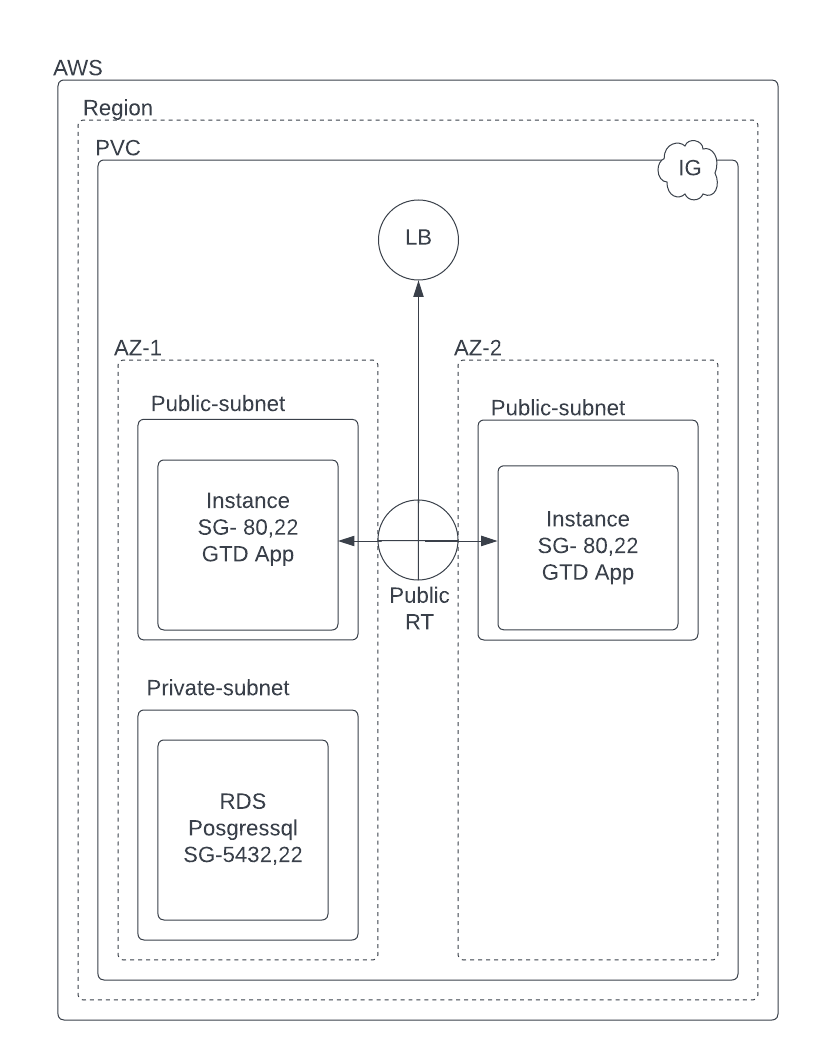 AWS
Region
PVC
IG
LB
AZ-1
AZ-2
Public-subnet
Public-subnet
Instance
SG- 80,22
GTD App
Instance
SG- 80,22
GTD App
Public
RT
Private-subnet
RDS
Posgressql
SG-5432,22